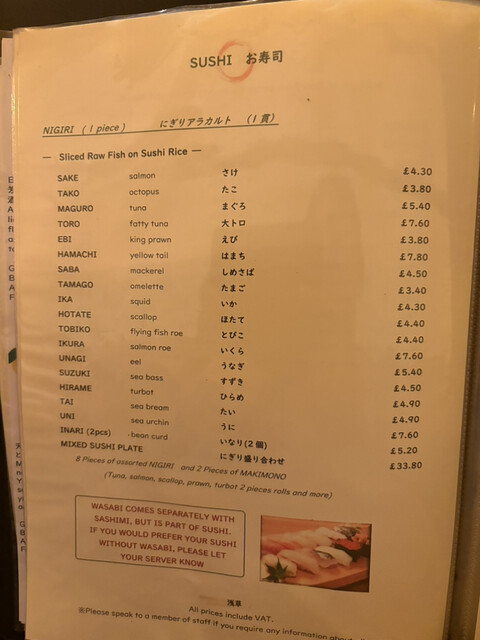 SUSHI お寿司
NIGIRI ( 1 piece ) にぎりアラカルト (1 貫)
— Sliced Raw Fish on Sushi Rice —
SAKE salmon さけ £4.30
TAKO octopus たこ £3.80
MAGURO tuna まぐろ £5.40
TORO fatty tuna 大トロ £7.60
EBI king prawn えび £3.80
HAMACHI yellow tail はまち £7.80
SABA mackerel しめさば £4.50
TAMAGO omelette たまご £3.40
IKA squid いか £4.30
HOTATE scallop ほたて £4.40
TOBIKO flying fish roe とびこ £4.40
IKURA salmon roe いくら £7.60
UNAGI eel うなぎ £5.40
SUZUKI sea bass すずき £4.50
HIRAME turbot ひらめ £4.90
TAI sea bream たい £4.90
UNI sea urchin うに £7.60
INARI (2pcs) bean curd いなり(2 個) £5.20
MIXED SUSHI PLATE にぎり盛り合わせ £33.80
8 Pieces of assorted NIGIRI and 2 Pieces of MAKIMONO
(Tuna, salmon, scallop, prawn, turbot 2 pieces rolls and more)
WASABI COMES SEPARATELY WITH
SASHIMI, BUT IS PART OF SUSHI.
IF YOU WOULD PREFER YOUR SUSHI
WITHOUT WASABI, PLEASE LET
YOUR SERVER KNOW
浅草
All prices include VAT.
※Please speak to a member of staff if you require any information about